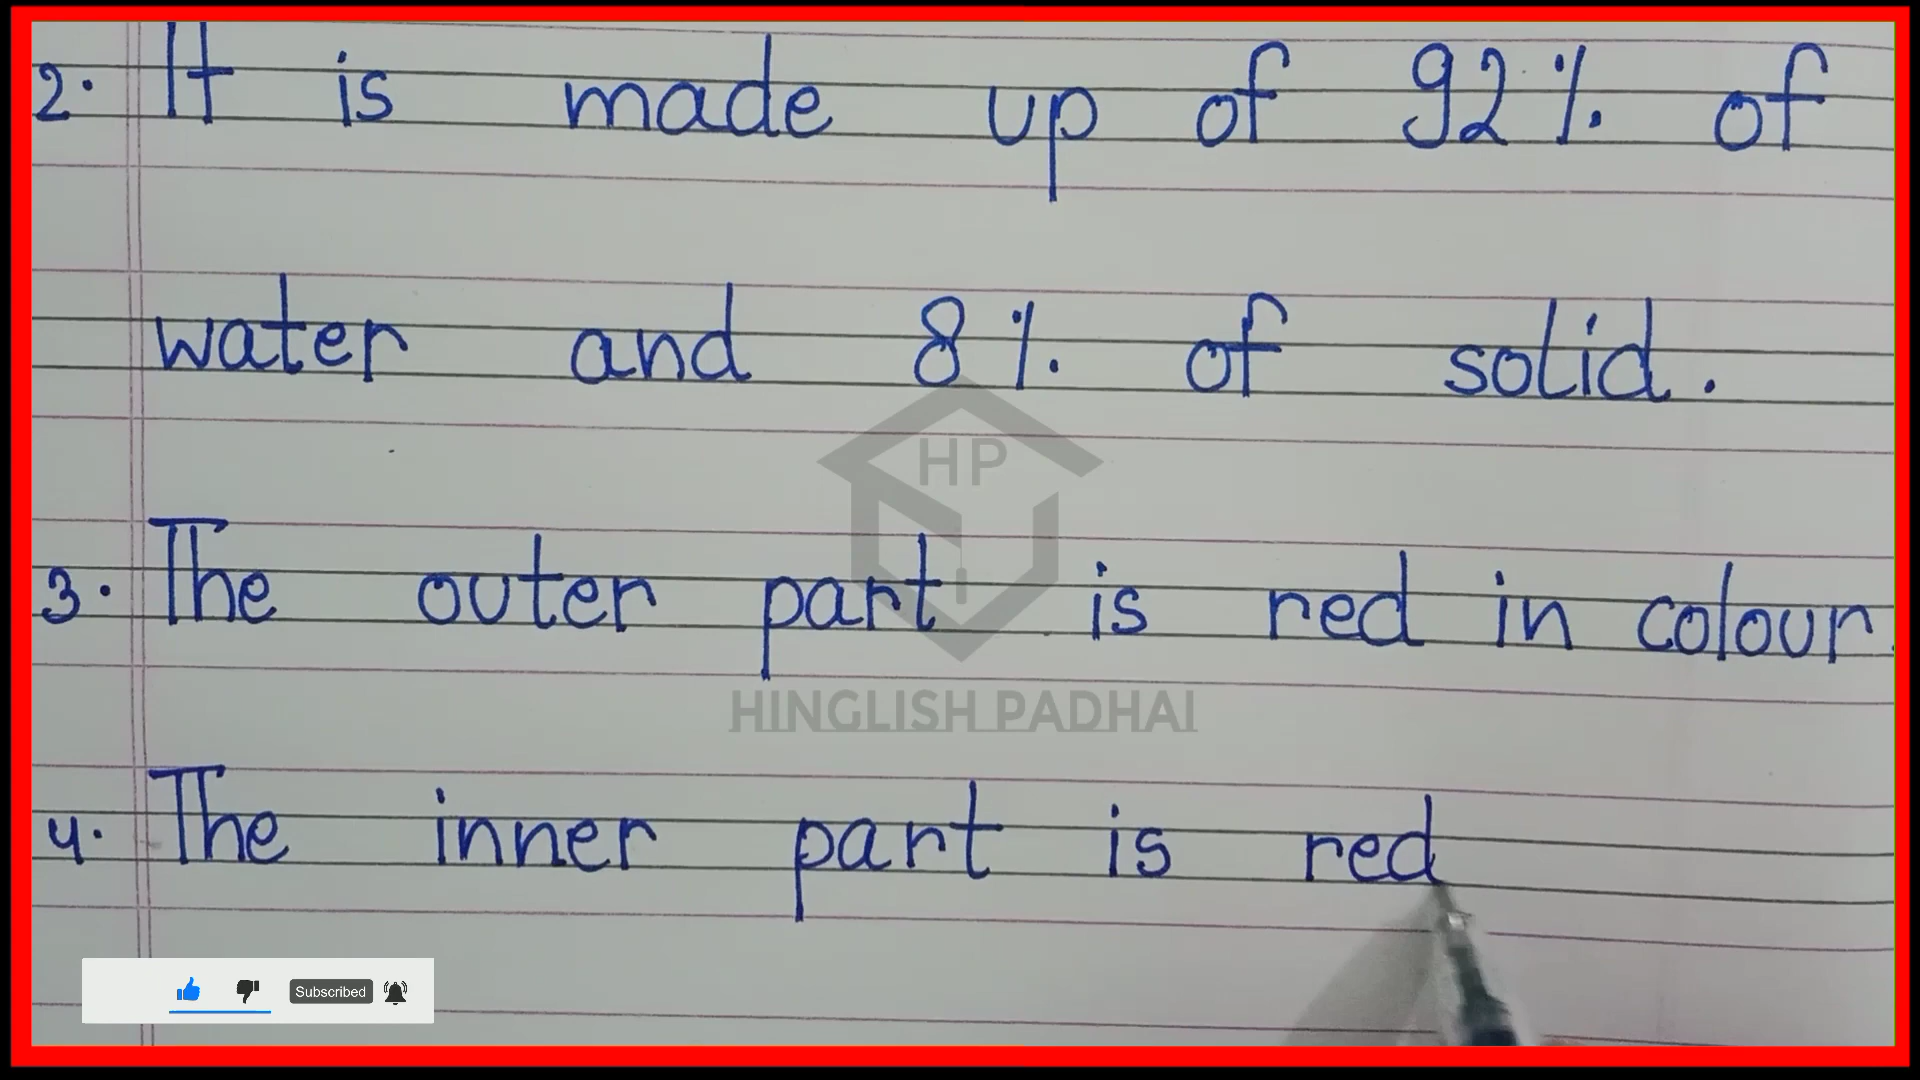 2. It is made up of 92% of
water and 8% of solid.
HP
3. The outer part is red in colour.
HINGLISH PADHAI
4. The inner part is red
Subscribed